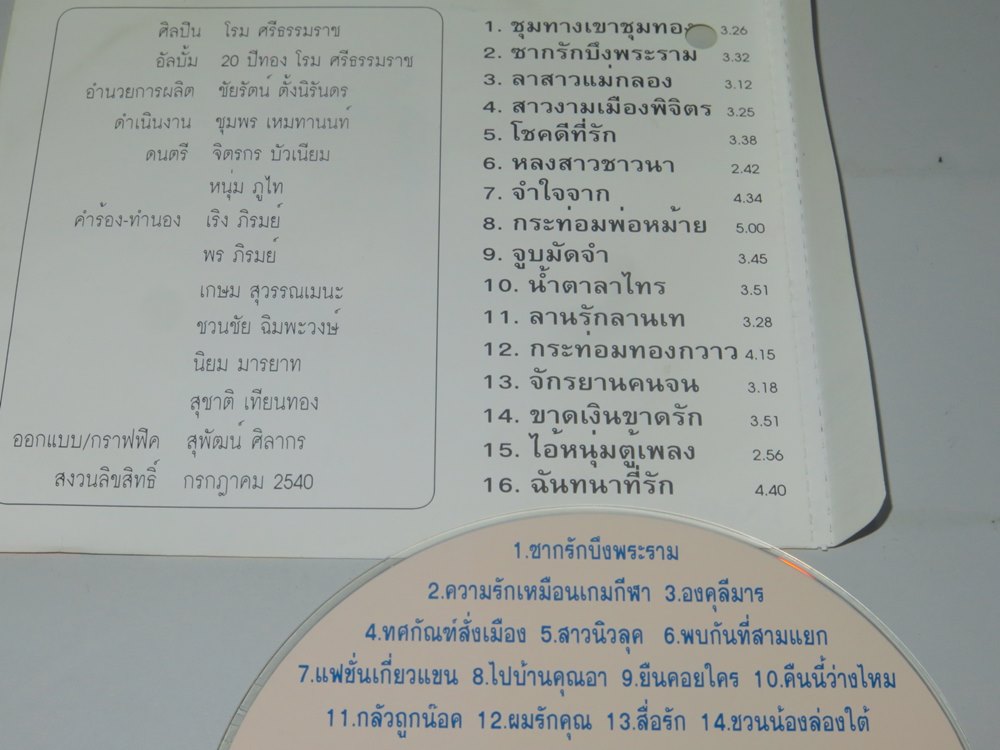 ศิลปิน โรม ศรีธรรมราช
อัลบั้ม 20 ปีทอง โรม ศรีธรรมราช
อำนวยการผลิต ชัยรัตน์ ตั้งนิรันดร
ดำเนินงาน ชุมพร เหมทานนท์
ดนตรี จิตรกร บัวเนียม
หนุ่ม ภูไท
คำร้อง-ทำนอง เริง ภิรมย์
พร ภิรมย์
เกษม สุวรรณเมนะ
ชวนชัย ฉิมพะวงษ์
นิยม มารยาท
สุชาติ เทียนทอง
ออกแบบ/กราฟฟีค สุพัฒน์ ศิลากร
สงวนลิขสิทธิ์ กรกฎาคม 2540
1. ชุมทางเขาชุมทอง 3.26
2. ซากรักบึงพระราม 3.32
3. ลาสาวแม่กลอง 3.12
4. สาวงามเมืองพิจิตร 3.25
5. โชคดีที่รัก 3.38
6. หลงสาวชาวนา 2.42
7. จำใจจาก 4.34
8. กระท่อมพ่อหม้าย 5.00
9. จูบมัดจำ 3.45
10. น้ำตาลาไทร 3.51
11. ลานรักลานเท 3.28
12. กระท่อมทองกวาว 4.15
13. จักรยานคนจน 3.18
14. ขาดเงินขาดรัก 3.51
15. ไอ้หนุ่มตู้เพลง 2.56
16. ฉันทนาที่รัก 4.40
1.ซากรักบึงพระราม
2.ความรักเหมือนเกมกีฬา 3.องคุลีมาร
4.ทศกัณฑ์สั่งเมือง 5.สาวนิวลุค 6.พบกันที่สามแยก
7.แฟชั่นเกี่ยวแขน 8.ไปบ้านคุณอา 9.ยืนคอยใคร 10.คืนนี้ว่างไหม
11.กลัวถูกน๊อค 12.ผมรักคุณ 13.สื่อรัก 14.ชวนน้องล่องใต้